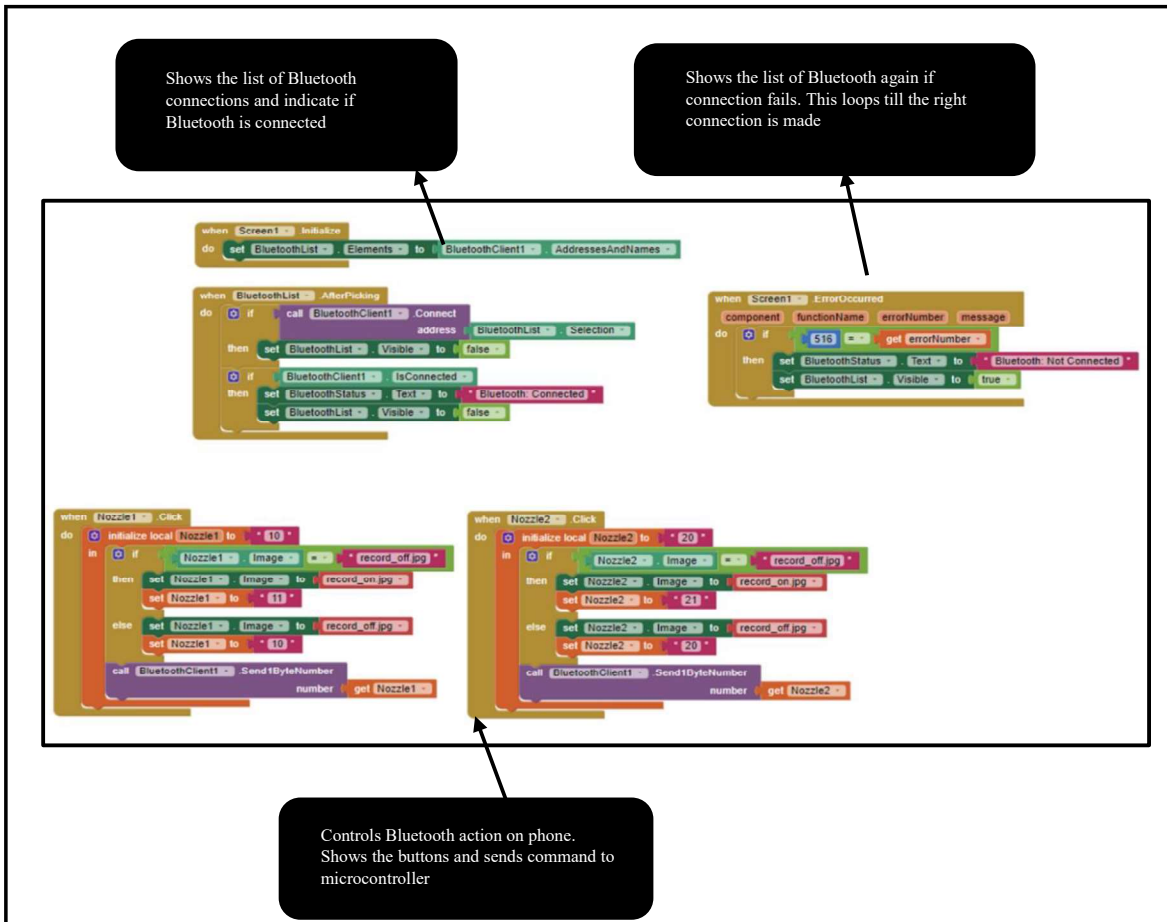 Shows the list of Bluetooth
connections and indicate if
Bluetooth is connected
Shows the list of Bluetooth again if
connection fails. This loops till the right
connection is made
when Screen1 .Initialize
do set BluetoothList . Elements to BluetoothClient1 . AddressesAndNames
when BluetoothList .AfterPicking
do if call BluetoothClient1 .Connect
address BluetoothList . Selection
then set BluetoothList . Visible to false
if BluetoothClient1 . IsConnected
then set BluetoothStatus . Text to " Bluetooth: Connected "
set BluetoothList . Visible to false
when Screen1 .ErrorOccurred
component functionName errorNumber message
do if 516 = get errorNumber
then set BluetoothStatus . Text to " Bluetooth: Not Connected "
set BluetoothList . Visible to true
when Nozzle1 .Click
do initialize local Nozzle1 to " 10 "
in if Nozzle1 . Image = " record_off.jpg "
then set Nozzle1 . Image to record_on.jpg
set Nozzle1 to " 11 "
else set Nozzle1 . Image to record_off.jpg
set Nozzle1 to " 10 "
call BluetoothClient1 .Send1ByteNumber
number get Nozzle1
when Nozzle2 .Click
do initialize local Nozzle2 to " 20 "
in if Nozzle2 . Image = " record_off.jpg "
then set Nozzle2 . Image to record_on.jpg
set Nozzle2 to " 21 "
else set Nozzle2 . Image to record_off.jpg
set Nozzle2 to " 20 "
call BluetoothClient1 .Send1ByteNumber
number get Nozzle2
Controls Bluetooth action on phone.
Shows the buttons and sends command to
microcontroller